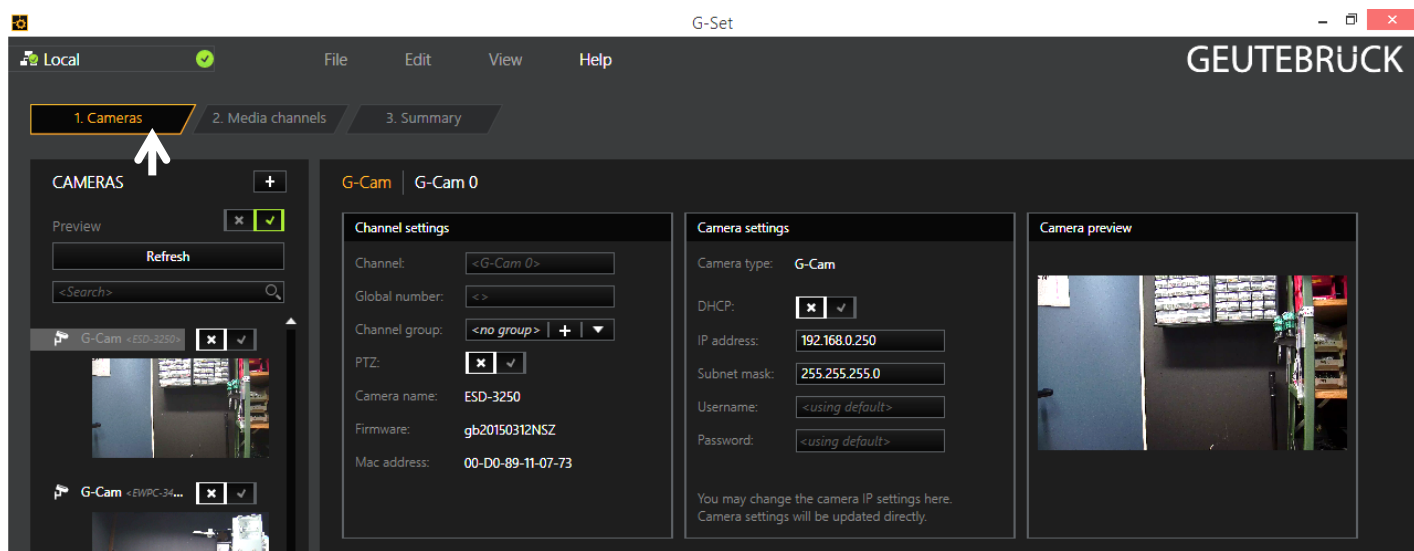 G-Set
Local
File Edit View Help
GEUTEBRÜCK
1. Cameras 2. Media channels 3. Summary
CAMERAS +
Preview
Refresh
<Search>
G-Cam <ESD-3250>
G-Cam <EWPC-34...
G-Cam G-Cam 0
Channel settings
Channel: <G-Cam 0>
Global number: <>
Channel group: <no group> +
PTZ:
Camera name: ESD-3250
Firmware: gb20150312NSZ
Mac address: 00-D0-89-11-07-73
Camera settings
Camera type: G-Cam
DHCP:
IP address: 192.168.0.250
Subnet mask: 255.255.255.0
Username: <using default>
Password: <using default>
You may change the camera IP settings here.
Camera settings will be updated directly.
Camera preview